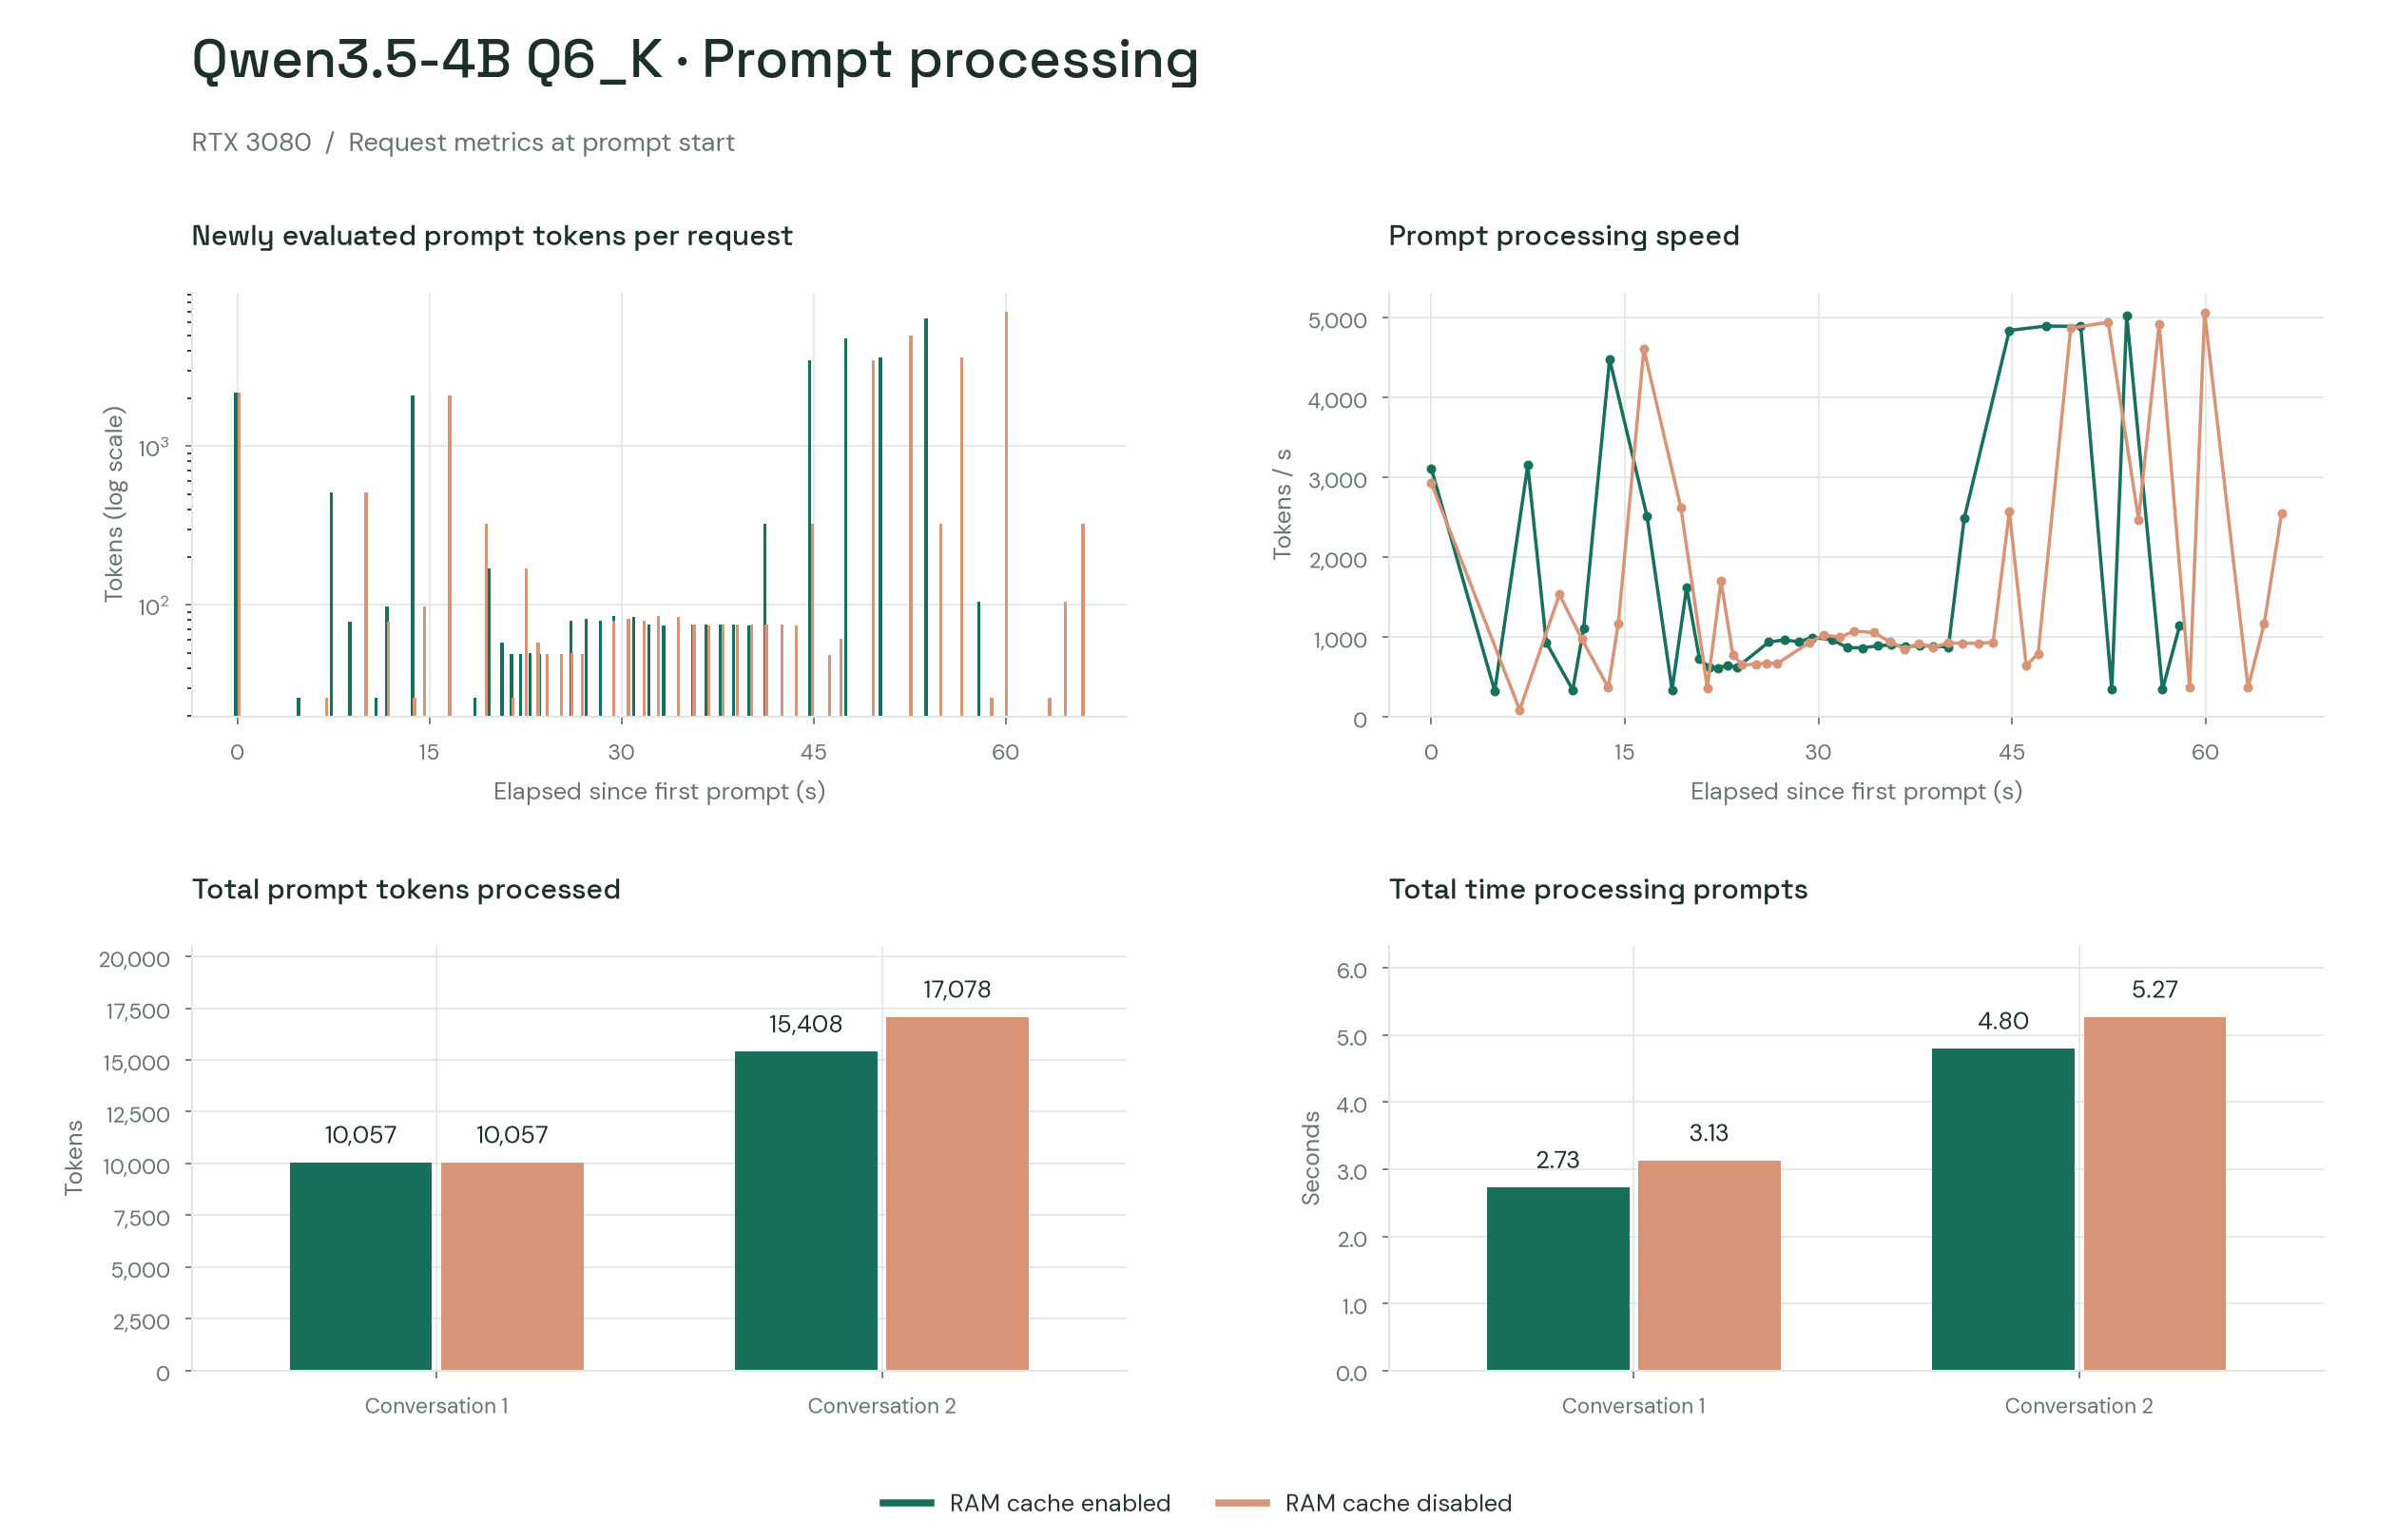 Qwen3.5-4B Q6_K · Prompt processing
RTX 3080 / Request metrics at prompt start
Newly evaluated prompt tokens per request
Tokens (log scale)
10³
10²
0 15 30 45 60
Elapsed since first prompt (s)
Prompt processing speed
Tokens / s
5,000
4,000
3,000
2,000
1,000
0
0 15 30 45 60
Elapsed since first prompt (s)
Total prompt tokens processed
Tokens
20,000
17,500
15,000
12,500
10,000
7,500
5,000
2,500
0
10,057 10,057
15,408 17,078
Conversation 1 Conversation 2
Total time processing prompts
Seconds
6.0
5.0
4.0
3.0
2.0
1.0
0.0
2.73 3.13
4.80 5.27
Conversation 1 Conversation 2
RAM cache enabled RAM cache disabled